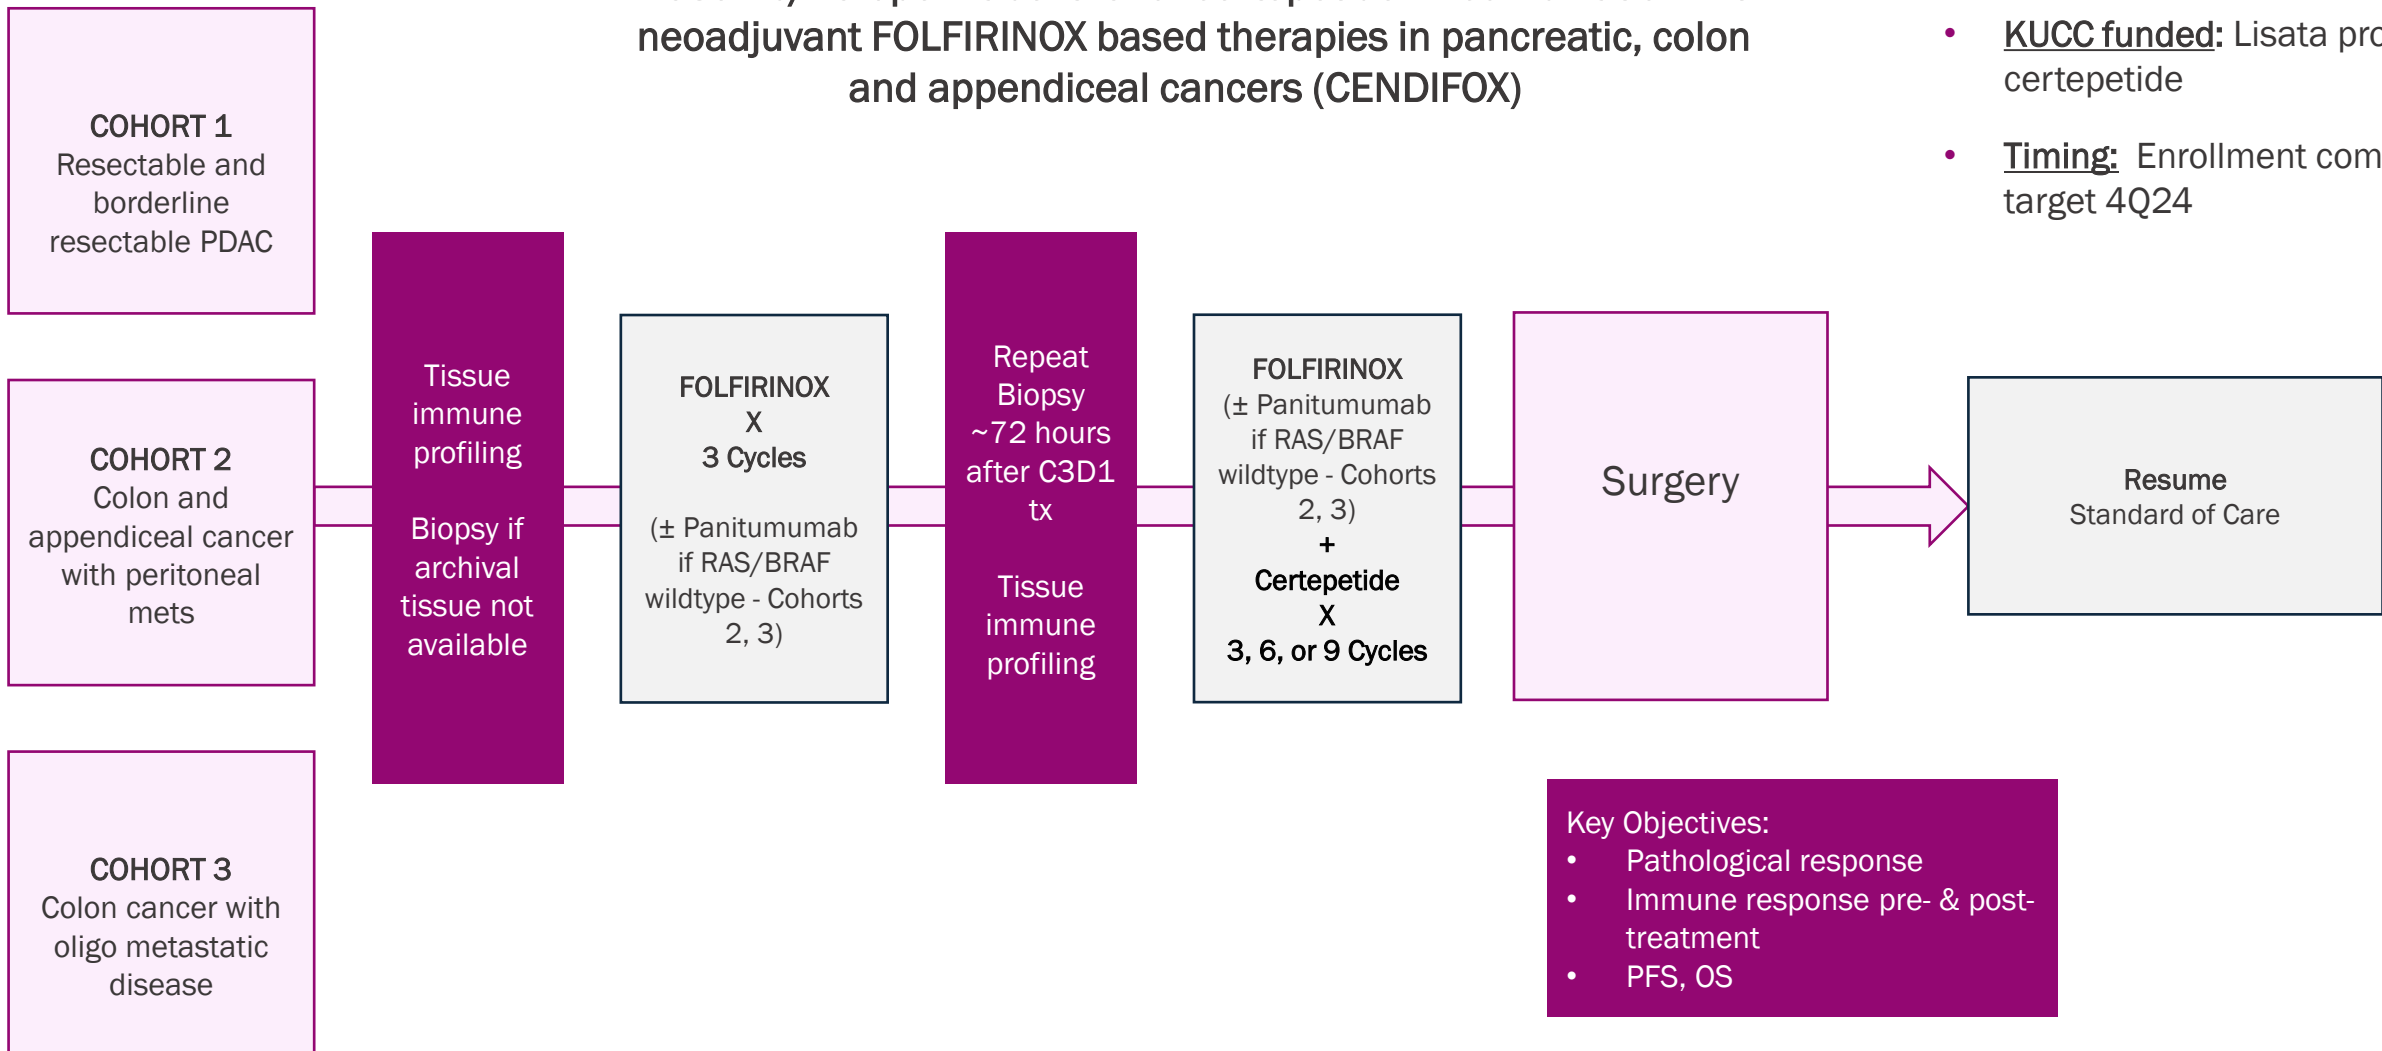 neoadjuvant FOLFIRINOX based therapies in pancreatic, colon
and appendiceal cancers (CENDIFOX)
• KUCC funded: Lisata
certepetide
• Timing: Enrollment
target 4Q24
COHORT 1
Resectable and
borderline
resectable PDAC
COHORT 2
Colon and
appendiceal cancer
with peritoneal
mets
COHORT 3
Colon cancer with
oligo metastatic
disease
Tissue
immune
profiling
Biopsy if
archival
tissue not
available
FOLFIRINOX
X
3 Cycles
(± Panitumumab
if RAS/BRAF
wildtype - Cohorts
2, 3)
Repeat
Biopsy
~72 hours
after C3D1
tx
Tissue
immune
profiling
FOLFIRINOX
(± Panitumumab
if RAS/BRAF
wildtype - Cohorts
2, 3)
+
Certepetide
X
3, 6, or 9 Cycles
Surgery
Resume
Standard of Care
Key Objectives:
• Pathological response
• Immune response pre- & post-
treatment
• PFS, OS